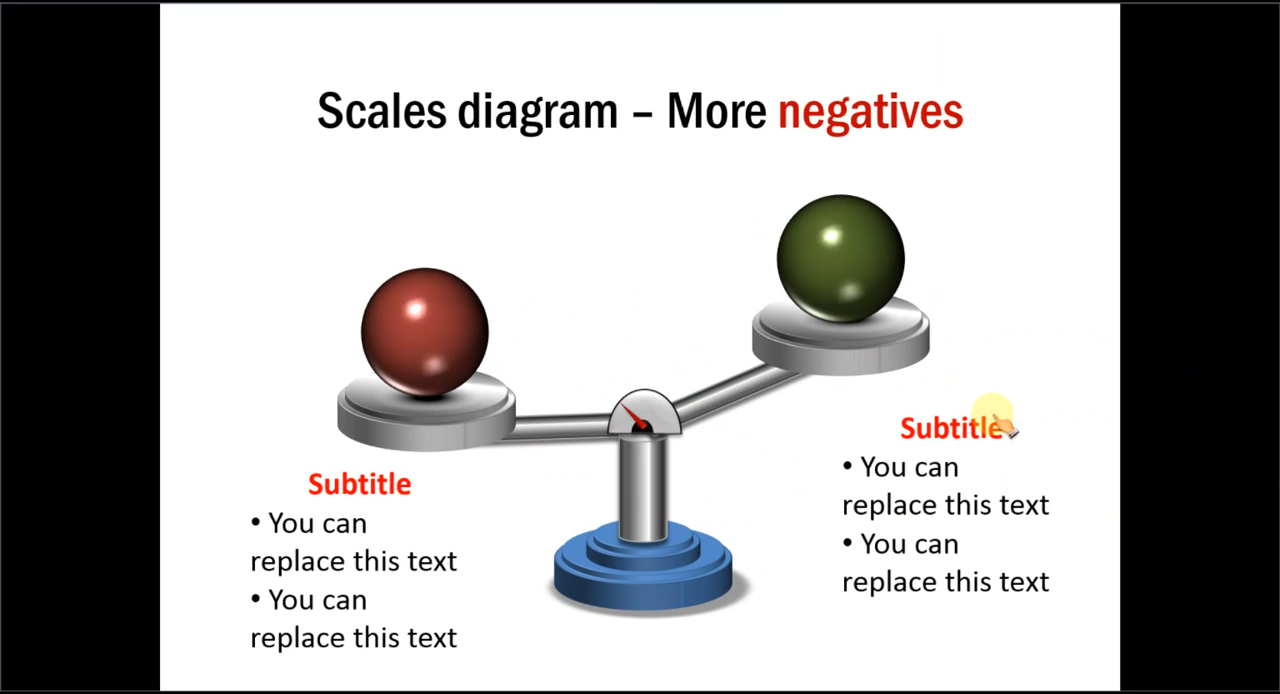 Scales diagram – More negatives
Subtitle
• You can
replace this text
• You can
replace this text
Subtitle
• You can
replace this text
• You can
replace this text